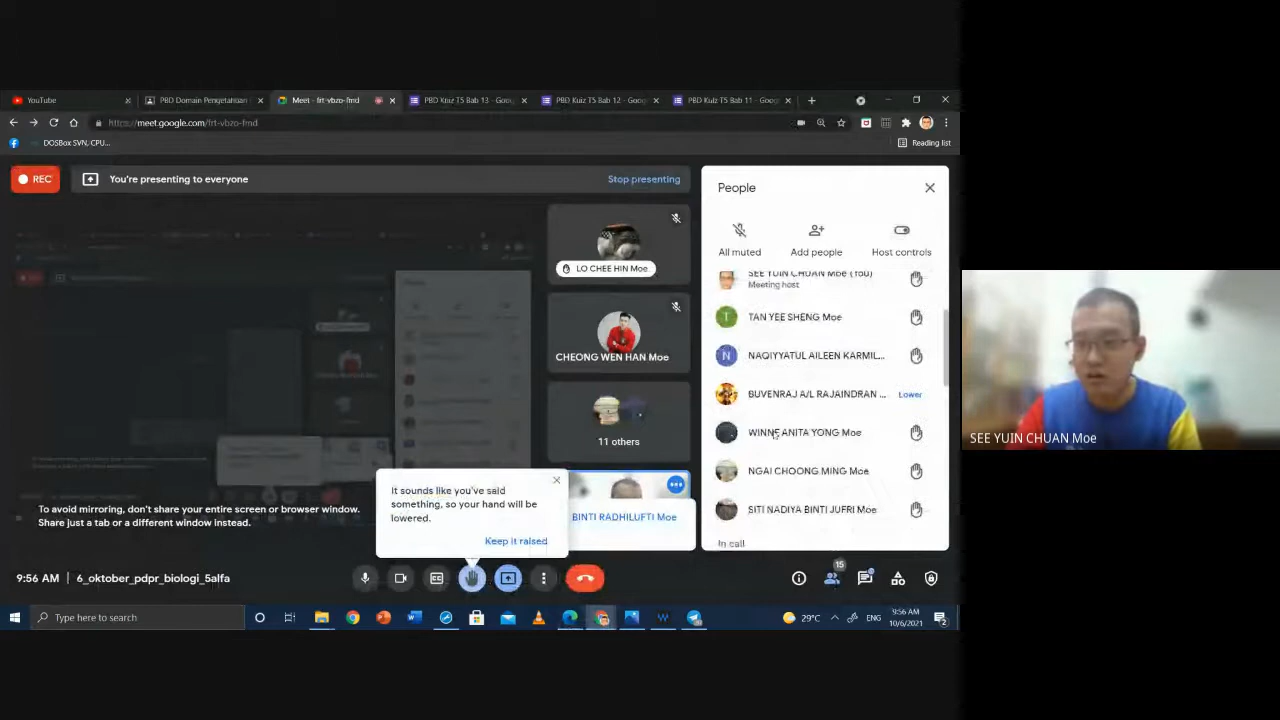 YouTube
PBD Domain Pengetahuan
Meet - frt-vbzo-fmd
PBD Kuiz T5 Bab 13 - Goog
PBD Kuiz T5 Bab 12 - Goog
PBD Kuiz T5 Bab 11 - Goog
https://meet.google.com/frt-vbzo-fmd
DOSBox SVN, CPU...
Reading list
REC
You're presenting to everyone
Stop presenting
People
All muted
Add people
Host controls
LO CHEE HIN Moe
SEE YUIN CHUAN Moe (You)
Meeting host
TAN YEE SHENG Moe
CHEONG WEN HAN Moe
NAQIYYATUL AILEEN KARMIL...
BUVENRAJ A/L RAJAINDRAN ...
Lower
WINNE ANITA YONG Moe
11 others
NGAI CHOONG MING Moe
SITI NADIYA BINTI JUFRI Moe
In call
It sounds like you've said
something, so your hand will be
lowered.
Keep it raised
BINTI RADHILUFTI Moe
To avoid mirroring, don't share your entire screen or browser window.
Share just a tab or a different window instead.
9:56 AM | 6_oktober_pdpr_biologi_5alfa
15
Type here to search
29°C
ENG
9:56 AM
10/6/2021
2
SEE YUIN CHUAN Moe